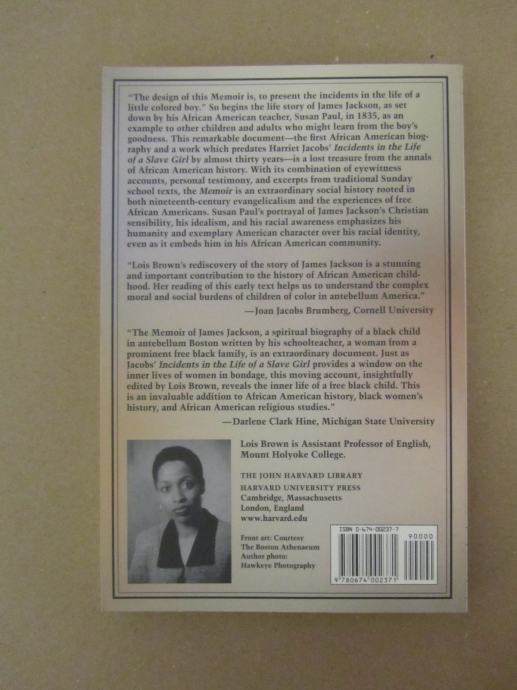 “The design of this Memoir is, to present the incidents in the life of a
little colored boy.” So begins the life story of James Jackson, as set
down by his African American teacher, Susan Paul, in 1835, as an
example to other children and adults who might learn from the boy's
goodness. This remarkable document—the first African American biog-
raphy and a work which predates Harriet Jacobs' Incidents in the Life
of a Slave Girl by almost thirty years—is a lost treasure from the annals
of African American history. With its combination of eyewitness
accounts, personal testimony, and excerpts from traditional Sunday
school texts, the Memoir is an extraordinary social history rooted in
both nineteenth-century evangelicalism and the experiences of free
African Americans. Susan Paul's portrayal of James Jackson's Christian
sensibility, his idealism, and his racial awareness emphasizes his
humanity and exemplary American character over his racial identity,
even as it embeds him in his African American community.
“Lois Brown's rediscovery of the story of James Jackson is a stunning
and important contribution to the history of African American child-
hood. Her reading of this early text helps us to understand the complex
moral and social burdens of children of color in antebellum America.”
—Joan Jacobs Brumberg, Cornell University
“The Memoir of James Jackson, a spiritual biography of a black child
in antebellum Boston written by his schoolteacher, a woman from a
prominent free black family, is an extraordinary document. Just as
Jacobs' Incidents in the Life of a Slave Girl provides a window on the
inner lives of women in bondage, this moving account, insightfully
edited by Lois Brown, reveals the inner life of a free black child. This
is an invaluable addition to African American history, black women's
history, and African American religious studies.”
—Darlene Clark Hine, Michigan State University
Lois Brown is Assistant Professor of English,
Mount Holyoke College.
THE JOHN HARVARD LIBRARY
HARVARD UNIVERSITY PRESS
Cambridge, Massachusetts
London, England
www.harvard.edu
Front art: Courtesy
The Boston Athenaeum
Author photo:
Hawkeye Photography
ISBN 0-674-00237-7
90000
9 780674 002371